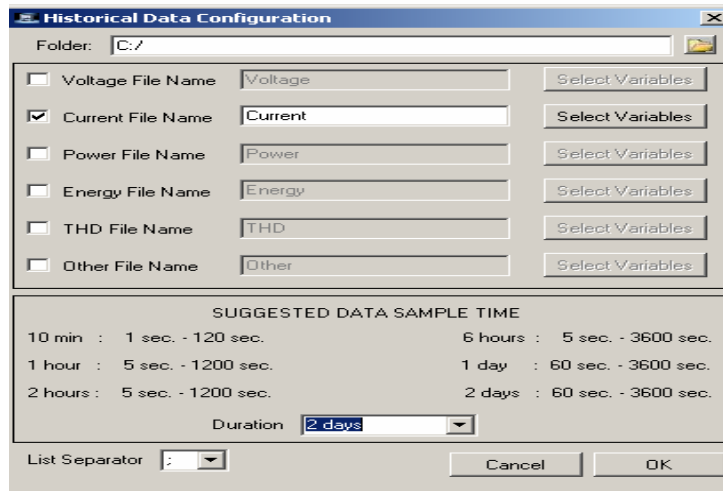 Historical Data Configuration
Folder: C:/
Voltage File Name Voltage Select Variables
Current File Name Current Select Variables
Power File Name Power Select Variables
Energy File Name Energy Select Variables
THD File Name THD Select Variables
Other File Name Other Select Variables
SUGGESTED DATA SAMPLE TIME
10 min : 1 sec. - 120 sec. 6 hours : 5 sec. - 3600 sec.
1 hour : 5 sec. - 1200 sec. 1 day : 60 sec. - 3600 sec.
2 hours : 5 sec. - 1200 sec. 2 days : 60 sec. - 3600 sec.
Duration 2 days
List Separator ; Cancel OK